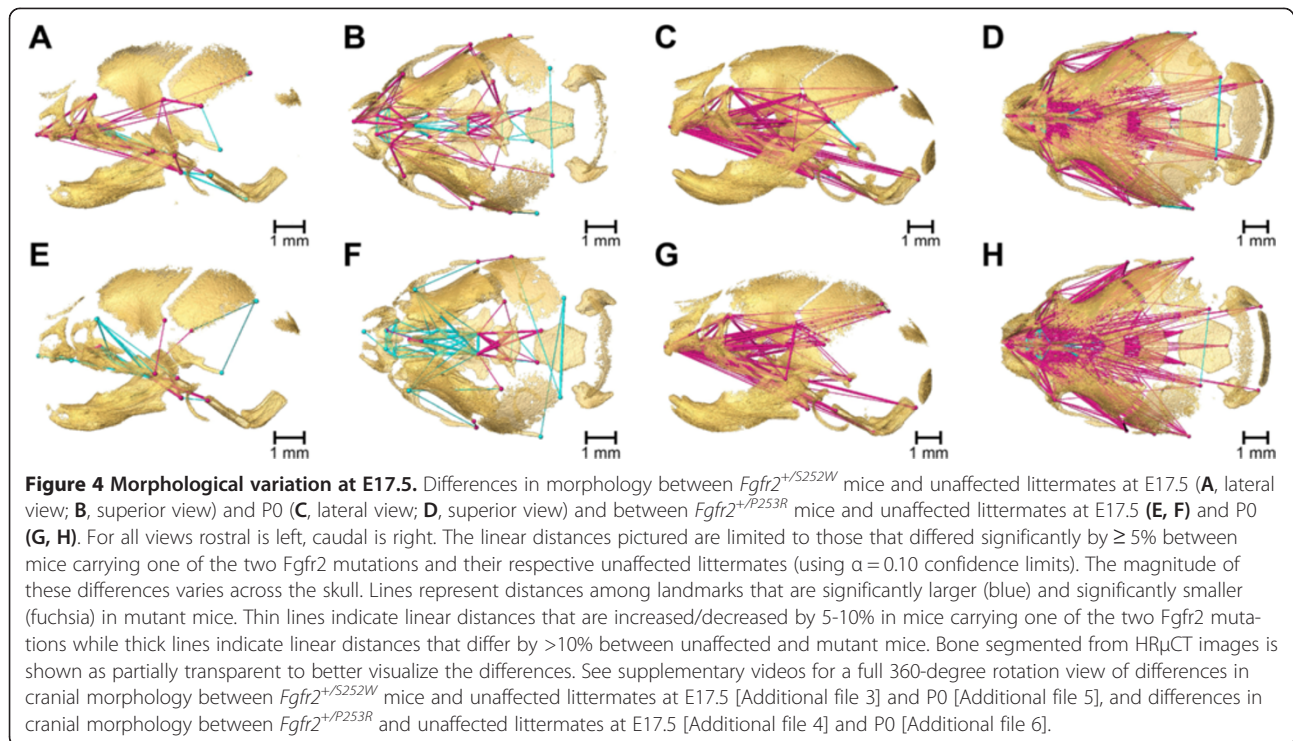 A B C D
1 mm 1 mm 1 mm 1 mm
E F G H
1 mm 1 mm 1 mm 1 mm
Figure 4 Morphological variation at E17.5. Differences in morphology between Fgfr2+/S252W mice and unaffected littermates at E17.5 (A, lateral
view; B, superior view) and P0 (C, lateral view; D, superior view) and between Fgfr2+/P253R mice and unaffected littermates at E17.5 (E, F) and P0
(G, H). For all views rostral is left, caudal is right. The linear distances pictured are limited to those that differed significantly by ≥ 5% between
mice carrying one of the two Fgfr2 mutations and their respective unaffected littermates (using α = 0.10 confidence limits). The magnitude of
these differences varies across the skull. Lines represent distances among landmarks that are significantly larger (blue) and significantly smaller
(fuchsia) in mutant mice. Thin lines indicate linear distances that are increased/decreased by 5-10% in mice carrying one of the two Fgfr2 muta-
tions while thick lines indicate linear distances that differ by >10% between unaffected and mutant mice. Bone segmented from HRμCT images is
shown as partially transparent to better visualize the differences. See supplementary videos for a full 360-degree rotation view of differences in
cranial morphology between Fgfr2+/S252W mice and unaffected littermates at E17.5 [Additional file 3] and P0 [Additional file 5], and differences in
cranial morphology between Fgfr2+/P253R and unaffected littermates at E17.5 [Additional file 4] and P0 [Additional file 6].